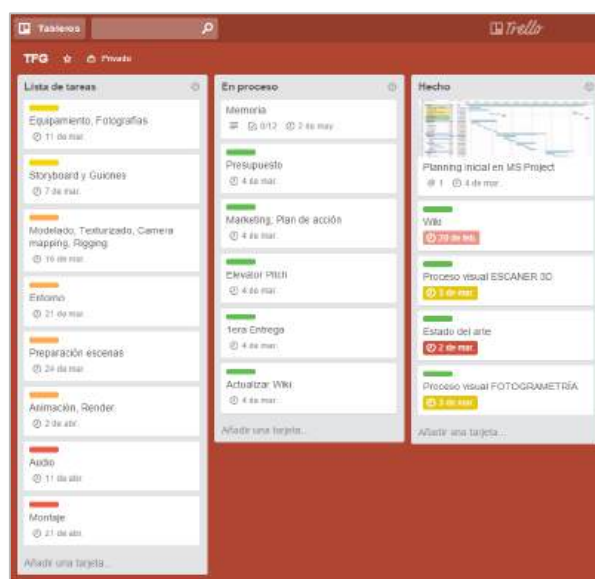 Tableros
Trello
TFG
Privado
Lista de tareas
Equipamiento, Fotografías
11 de mar.
Storyboard y Guiones
7 de mar.
Modelado, Texturizado, Camera
mapping, Rigging
16 de mar.
Entorno
21 de mar.
Preparación escenas
24 de mar.
Animación, Render
2 de abr.
Audio
11 de abr.
Montaje
21 de abr.
Añadir una tarjeta...
En proceso
Memoria
0/12 2 de may.
Presupuesto
4 de mar.
Marketing, Plan de acción
4 de mar.
Elevator Pitch
4 de mar.
1era Entrega
4 de mar.
Actualizar Wiki
4 de mar.
Añadir una tarjeta...
Hecho
Planning inicial en MS Project
1 4 de mar.
Wiki
de feb.
Proceso visual ESCANER 3D
3 de mar.
Estado del arte
2 de mar.
Proceso visual FOTOGRAMETRÍA
3 de mar.
Añadir una tarjeta...